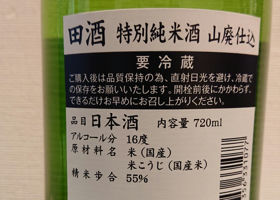 田酒 特別純米酒 山廃仕込
要冷蔵
ご購入後は品質保持の為、直射日光を避け、冷蔵で
の保存をお願いいたします。開栓前後にかかわらず、
できるだけお早めにお召し上がりください。
品目 日本酒 内容量 720ml
アルコール分 16度
原材料名 米(国産)
米こうじ(国産米)
精米歩合 55%